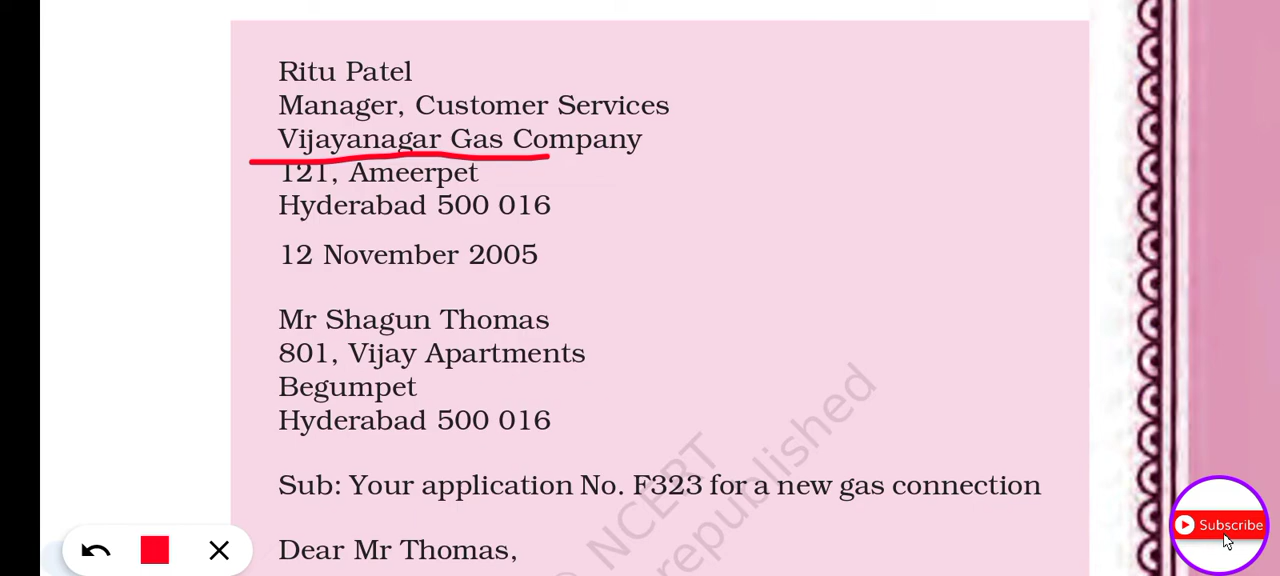 Ritu Patel
Manager, Customer Services
Vijayanagar Gas Company
121, Ameerpet
Hyderabad 500 016
12 November 2005
Mr Shagun Thomas
801, Vijay Apartments
Begumpet
Hyderabad 500 016
Sub: Your application No. F323 for a new gas connection
Dear Mr Thomas,
NCERT
republished
Subscribe